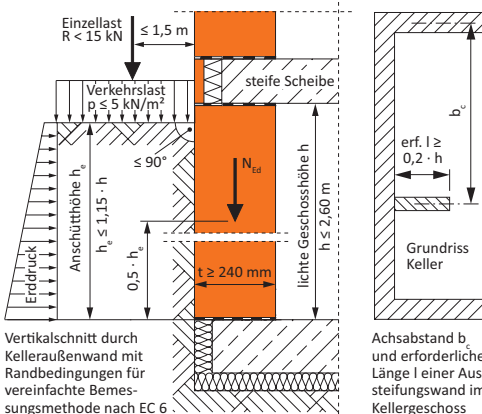 Einzellast
R < 15 kN
≤ 1,5 m
Verkehrslast
p ≤ 5 kN/m²
steife Scheibe
≤ 90°
N_Ed
Erddruck
Anschütthöhe h_e
h_e ≤ 1,15 · h
0,5 · h_e
t ≥ 240 mm
lichte Geschosshöhe h
h ≤ 2,60 m
Vertikalschnitt durch
Kelleraußenwand mit
Randbedingungen für
vereinfachte Bemes-
sungsmethode nach EC 6
b_c
erf. l ≥
0,2 · h
Grundriss
Keller
Achsabstand b_c
und erforderliche
Länge l einer Aus-
steifungswand im
Kellergeschoss